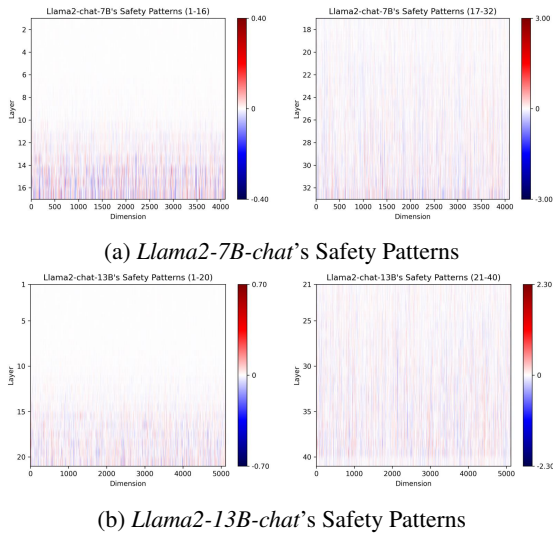 Llama2-chat-7B's Safety Patterns (1-16)
2
4
6
8
10
12
14
16
Layer
0 500 1000 1500 2000 2500 3000 3500 4000
Dimension
0.40
0
-0.40
Llama2-chat-7B's Safety Patterns (17-32)
18
20
22
24
26
28
30
32
Layer
0 500 1000 1500 2000 2500 3000 3500 4000
Dimension
3.00
0
-3.00
(a) Llama2-7B-chat's Safety Patterns
Llama2-chat-13B's Safety Patterns (1-20)
1
5
10
15
20
Layer
0 1000 2000 3000 4000 5000
Dimension
0.70
0
-0.70
Llama2-chat-13B's Safety Patterns (21-40)
21
25
30
35
40
Layer
0 1000 2000 3000 4000 5000
Dimension
2.30
0
-2.30
(b) Llama2-13B-chat's Safety Patterns